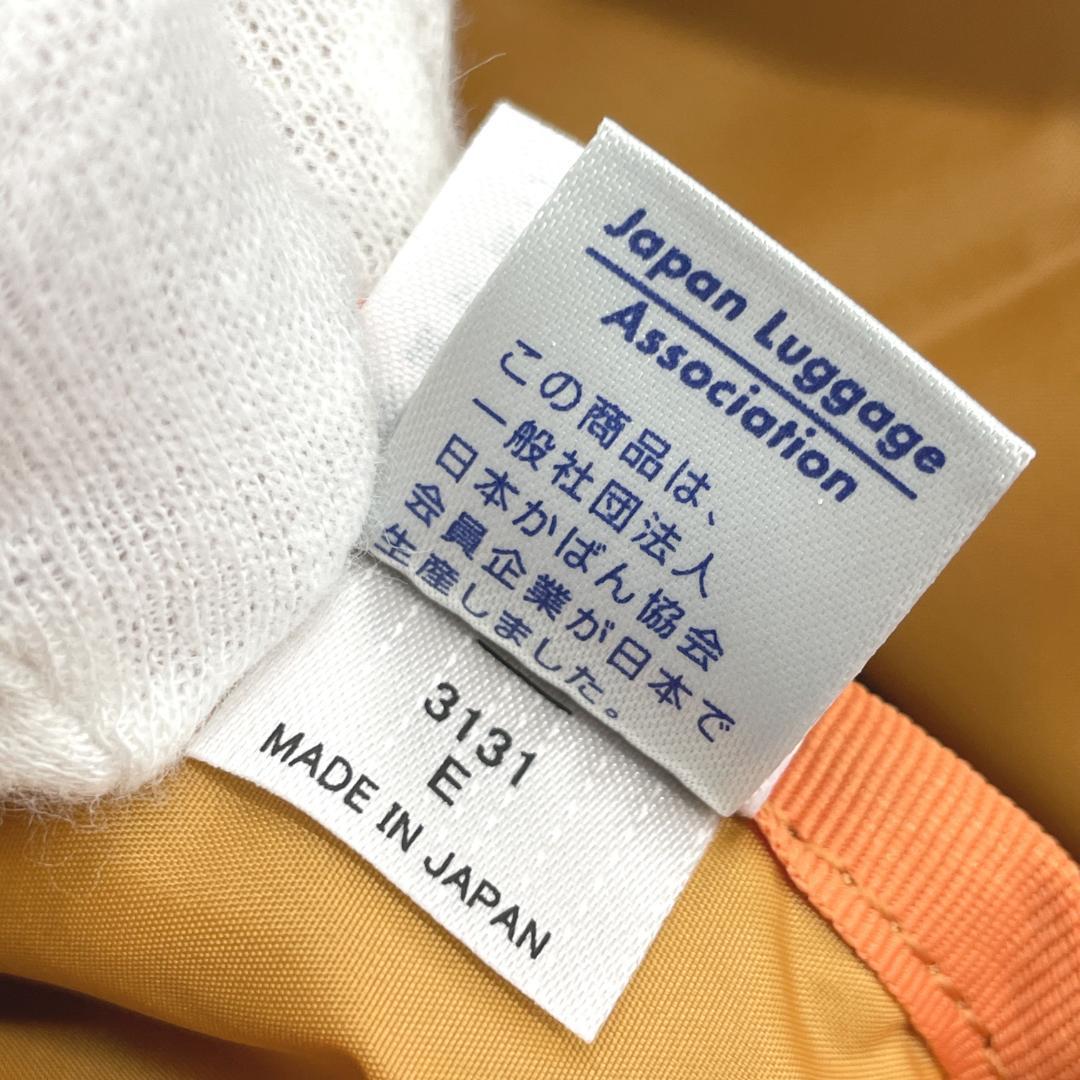 Japan Luggage
Association
この商品は、
一般社団法人
日本かばん協会
会員企業が日本で
生産しました。
3131
E
MADE IN JAPAN